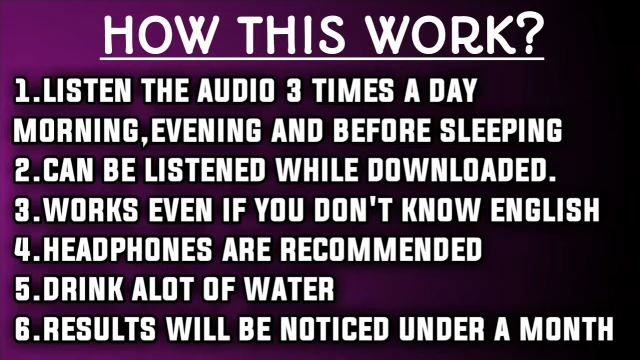 HOW THIS WORK?
1.LISTEN THE AUDIO 3 TIMES A DAY
MORNING,EVENING AND BEFORE SLEEPING
2.CAN BE LISTENED WHILE DOWNLOADED.
3.WORKS EVEN IF YOU DON'T KNOW ENGLISH
4.HEADPHONES ARE RECOMMENDED
5.DRINK ALOT OF WATER
6.RESULTS WILL BE NOTICED UNDER A MONTH